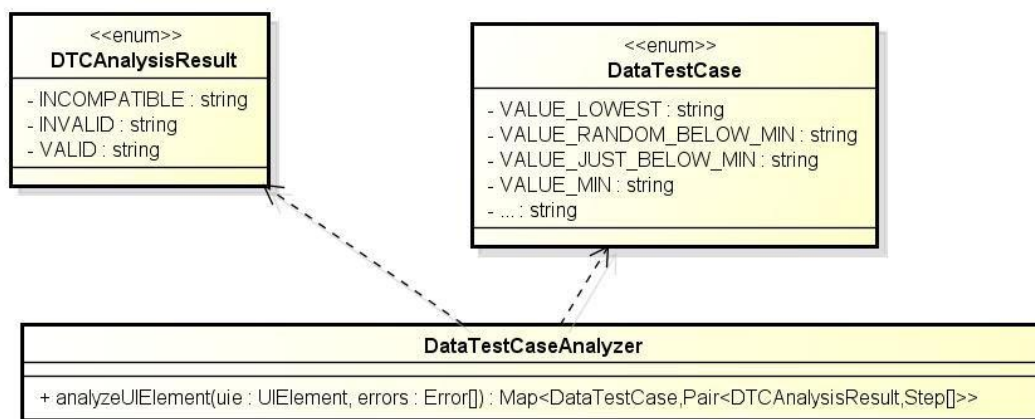 <<enum>>
DTCAnalysisResult
- INCOMPATIBLE : string
- INVALID : string
- VALID : string
<<enum>>
DataTestCase
- VALUE_LOWEST : string
- VALUE_RANDOM_BELOW_MIN : string
- VALUE_JUST_BELOW_MIN : string
- VALUE_MIN : string
- ... : string
DataTestCaseAnalyzer
+ analyzeUIElement(uie : UIElement, errors : Error[]) : Map<DataTestCase,Pair<DTCAnalysisResult,Step[]>>